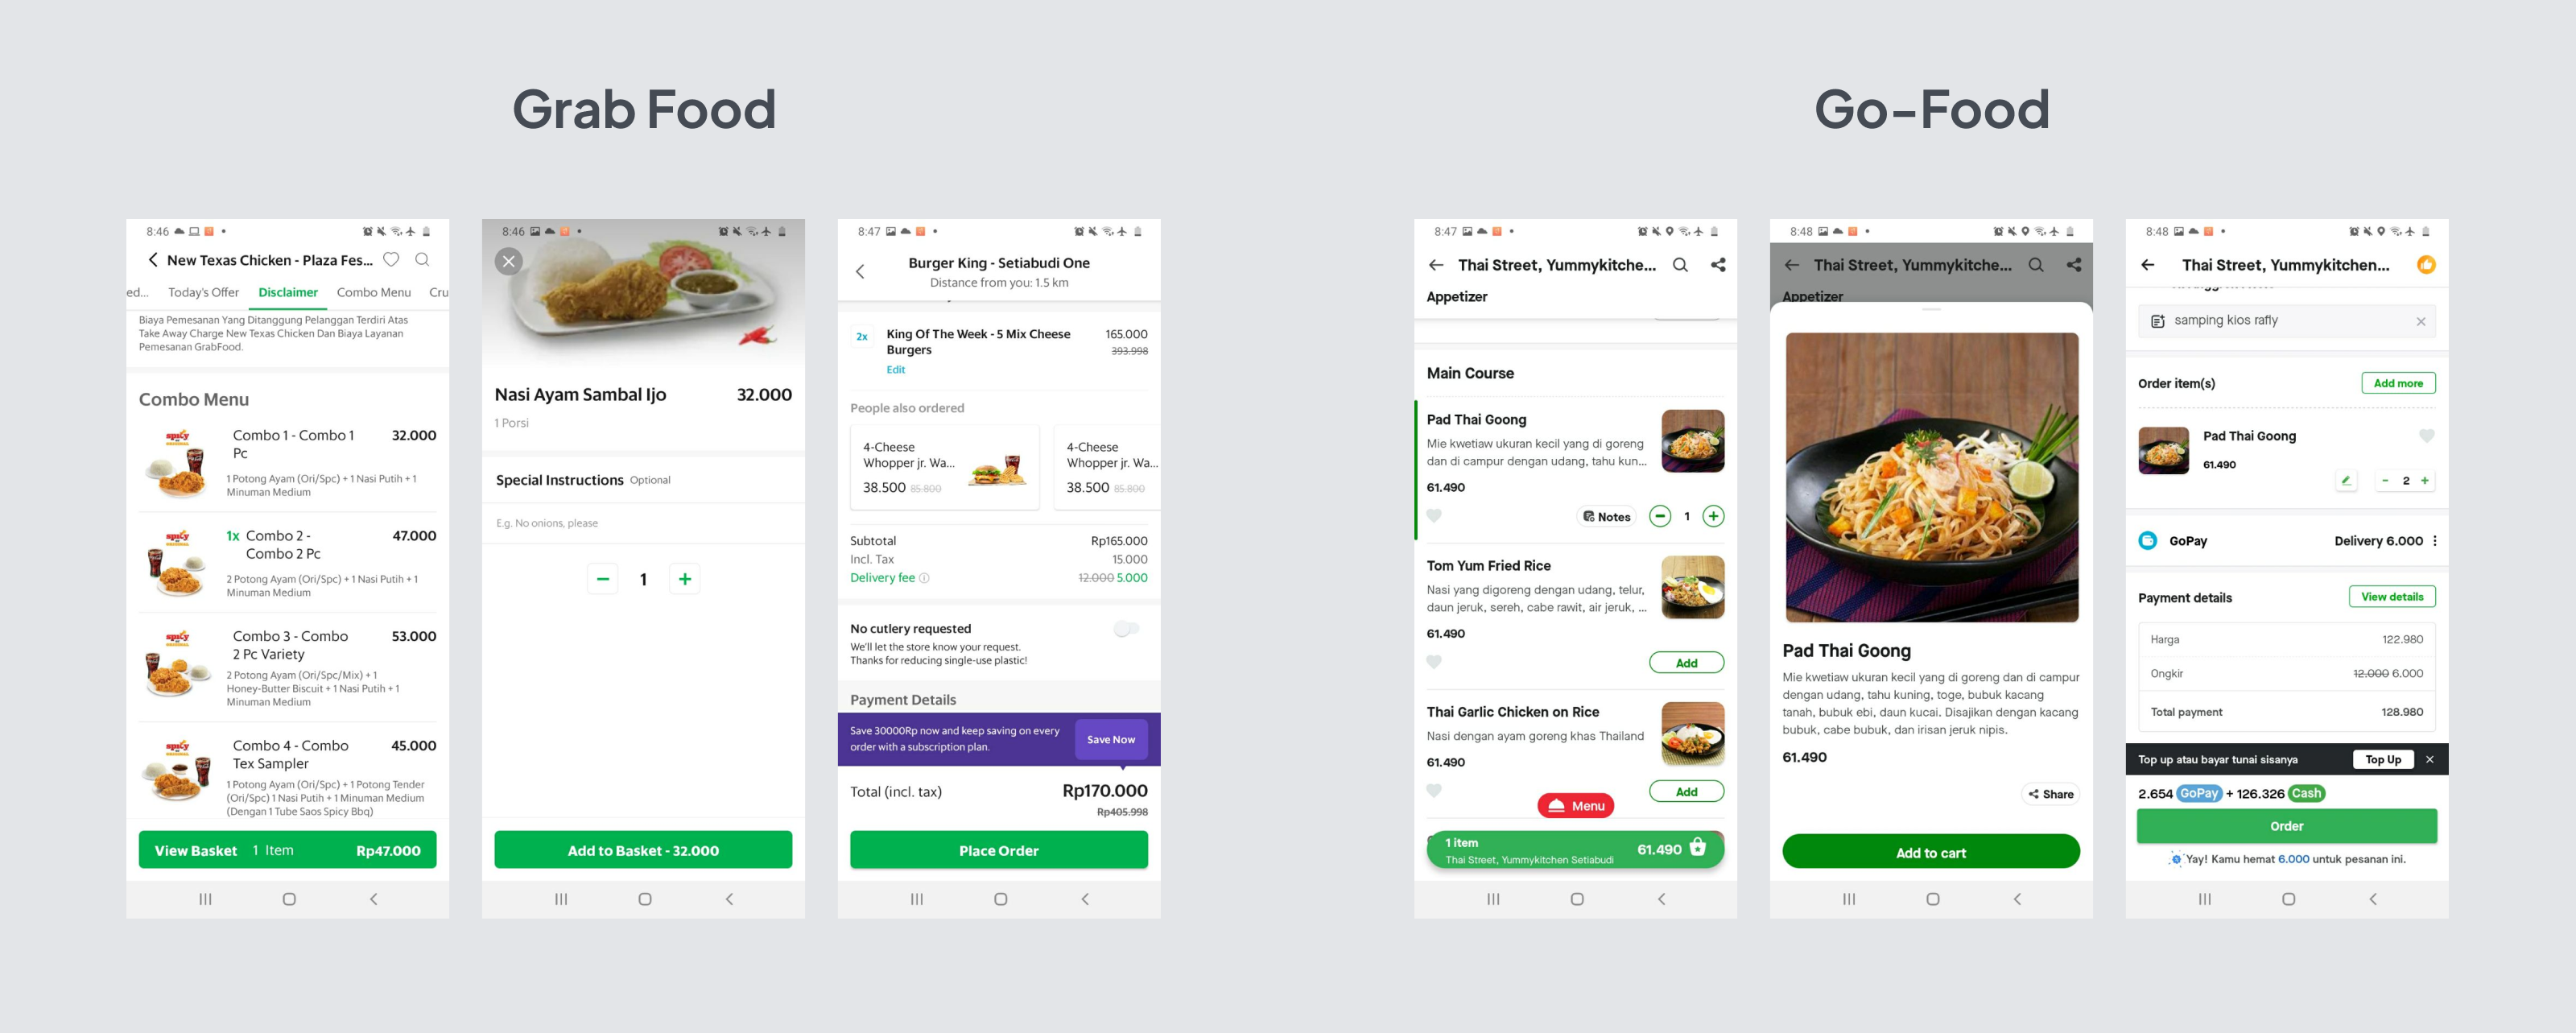 Grab Food
Go-Food
8:46
New Texas Chicken - Plaza Fes...
ed...
Today's Offer
Disclaimer
Combo Menu
Cru
Biaya Pemesanan Yang Ditanggung Pelanggan Terdiri Atas
Take Away Charge New Texas Chicken Dan Biaya Layanan
Pemesanan GrabFood.
Combo Menu
Combo 1 - Combo 1
Pc
32.000
1 Potong Ayam (Ori/Spc) + 1 Nasi Putih + 1
Minuman Medium
1x Combo 2 -
Combo 2 Pc
47.000
2 Potong Ayam (Ori/Spc) + 1 Nasi Putih + 1
Minuman Medium
Combo 3 - Combo
2 Pc Variety
53.000
2 Potong Ayam (Ori/Spc/Mix) + 1
Honey-Butter Biscuit + 1 Nasi Putih + 1
Minuman Medium
Combo 4 - Combo
Tex Sampler
45.000
1 Potong Ayam (Ori/Spc) + 1 Potong Tender
(Ori/Spc) 1 Nasi Putih + 1 Minuman Medium
(Dengan 1 Tube Saos Spicy Bbq)
View Basket 1 Item Rp47.000
8:46
Nasi Ayam Sambal Ijo 32.000
1 Porsi
Special Instructions Optional
E.g. No onions, please
− 1 +
Add to Basket - 32.000
8:47
Burger King - Setiabudi One
Distance from you: 1.5 km
2x
King Of The Week - 5 Mix Cheese
Burgers
165.000
393.998
Edit
People also ordered
4-Cheese
Whopper jr. Wa...
38.500 85.800
4-Cheese
Whopper jr. Wa...
38.500 85.800
Subtotal Rp165.000
Incl. Tax 15.000
Delivery fee 12.000 5.000
No cutlery requested
We'll let the store know your request.
Thanks for reducing single-use plastic!
Payment Details
Save 30000Rp now and keep saving on every
order with a subscription plan.
Save Now
Total (incl. tax) Rp170.000
Rp405.998
Place Order
8:47
Thai Street, Yummykitche...
Appetizer
Main Course
Pad Thai Goong
Mie kwetiaw ukuran kecil yang di goreng
dan di campur dengan udang, tahu kun...
61.490
Notes − 1 +
Tom Yum Fried Rice
Nasi yang digoreng dengan udang, telur,
daun jeruk, sereh, cabe rawit, air jeruk, ...
61.490
Add
Thai Garlic Chicken on Rice
Nasi dengan ayam goreng khas Thailand
61.490
Add
Menu
1 item
Thai Street, Yummykitchen Setiabudi
61.490
8:48
Thai Street, Yummykitche...
Appetizer
Pad Thai Goong
Mie kwetiaw ukuran kecil yang di goreng dan di campur
dengan udang, tahu kuning, toge, bubuk kacang
tanah, bubuk ebi, daun kucai. Disajikan dengan kacang
bubuk, cabe bubuk, dan irisan jeruk nipis.
61.490
Share
Add to cart
8:48
Thai Street, Yummykitchen...
samping kios rafly
Order item(s)
Add more
Pad Thai Goong
61.490
- 2 +
GoPay Delivery 6.000
Payment details
View details
Harga 122.980
Ongkir 12.000 6.000
Total payment 128.980
Top up atau bayar tunai sisanya
Top Up
2.654 GoPay + 126.326 Cash
Order
Yay! Kamu hemat 6.000 untuk pesanan ini.